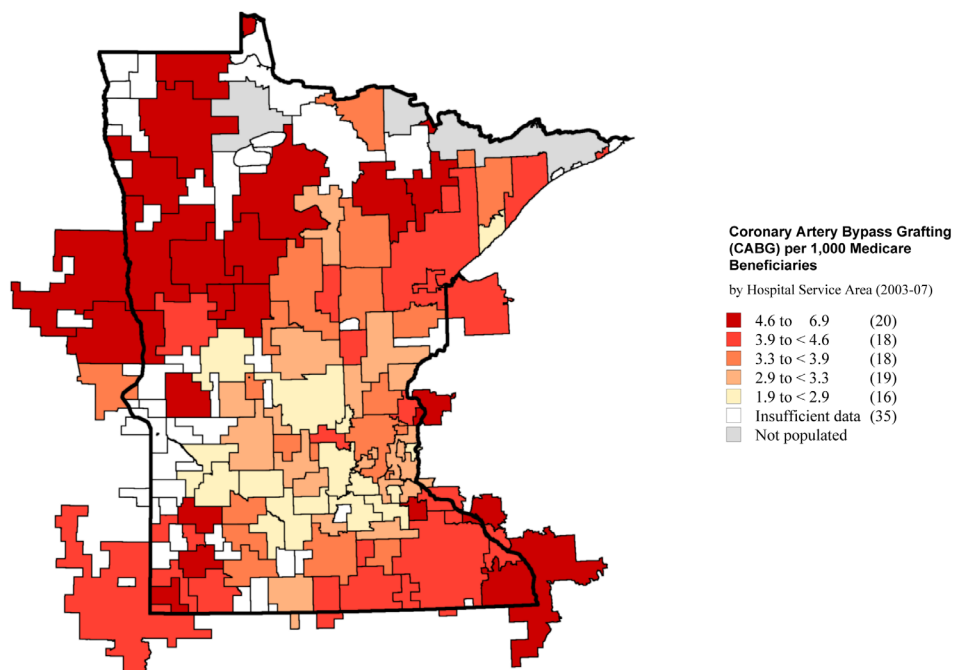 Coronary Artery Bypass Grafting
(CABG) per 1,000 Medicare
Beneficiaries
by Hospital Service Area (2003-07)
4.6 to 6.9 (20)
3.9 to < 4.6 (18)
3.3 to < 3.9 (18)
2.9 to < 3.3 (19)
1.9 to < 2.9 (16)
Insufficient data (35)
Not populated